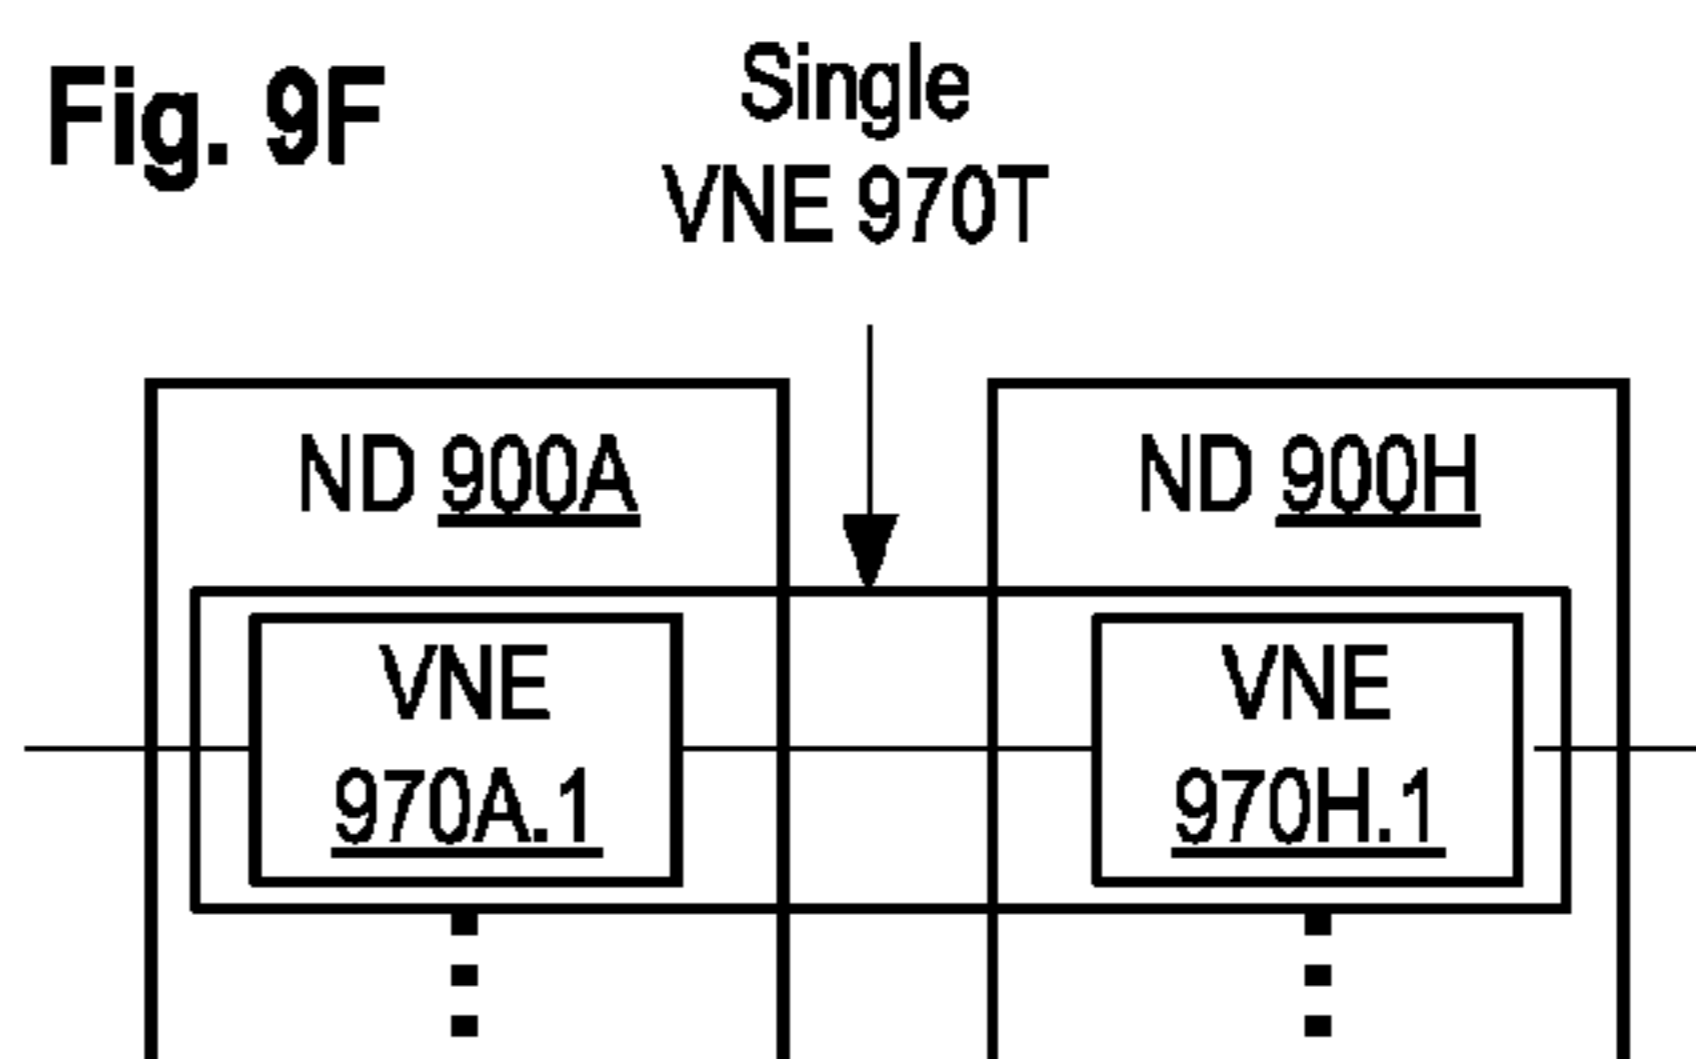 Fig. 9F
Single
VNE 970T
ND 900A
ND 900H
VNE
970A.1
VNE
970H.1